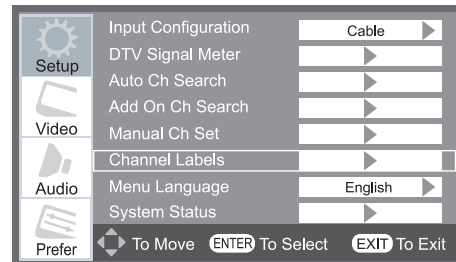 Setup
Video
Audio
Prefer
Input Configuration Cable
DTV Signal Meter
Auto Ch Search
Add On Ch Search
Manual Ch Set
Channel Labels
Menu Language English
System Status
To Move ENTER To Select EXIT To Exit